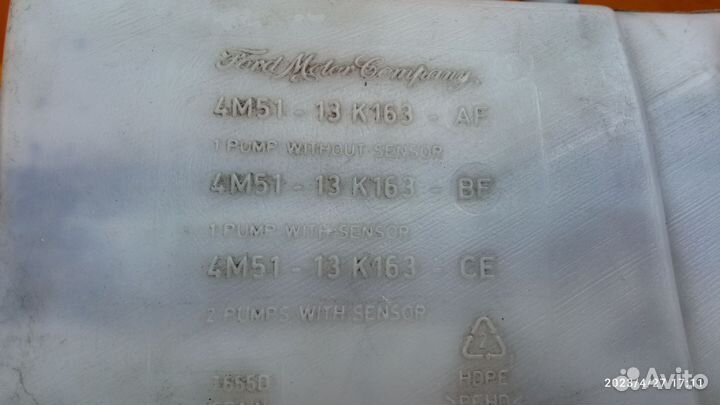 Ford Motor Company
4M51 - 13 K163 - AF
1 PUMP WITHOUT SENSOR
4M51 - 13 K163 - BF
1 PUMP WITH SENSOR
4M51 - 13 K163 - CE
2 PUMPS WITH SENSOR
2
HDPE
2023/4/27 17:11
Avito